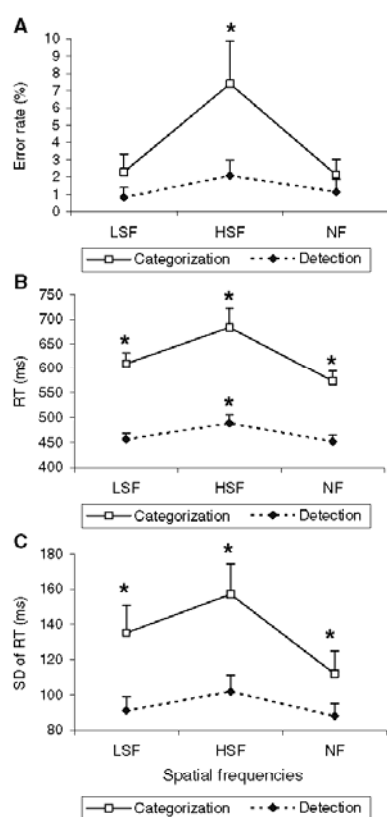 A
*
Error rate (%)
10
9
8
7
6
5
4
3
2
1
0
LSF HSF NF
Categorization Detection
B
750
700
650
600
550
500
450
400
* * *
*
RT (ms)
LSF HSF NF
Categorization Detection
C
180
160
140
120
100
80
* * *
SD of RT (ms)
LSF HSF NF
Spatial frequencies
Categorization Detection